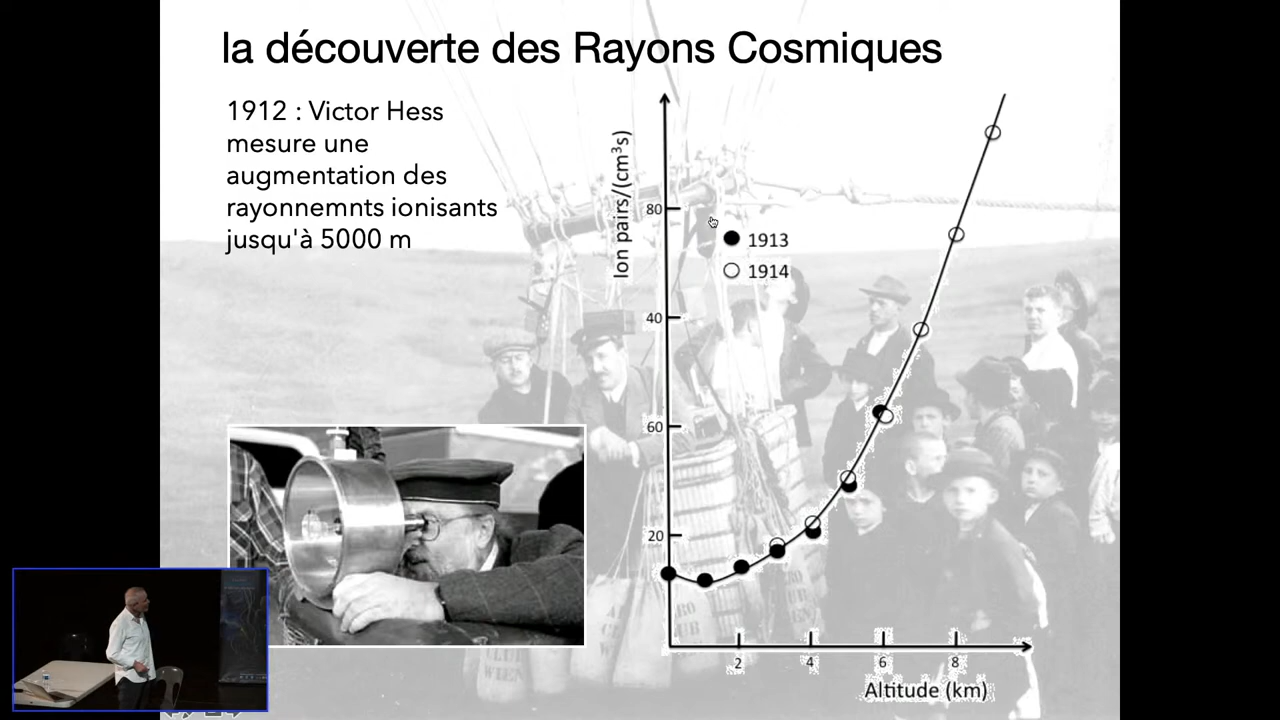 la découverte des Rayons Cosmiques
1912 : Victor Hess
mesure une
augmentation des
rayonnemnts ionisants
jusqu'à 5000 m
Ion pairs/(cm³s)
80
40
60
20
1913
1914
2
4
6
8
Altitude (km)
WIEN